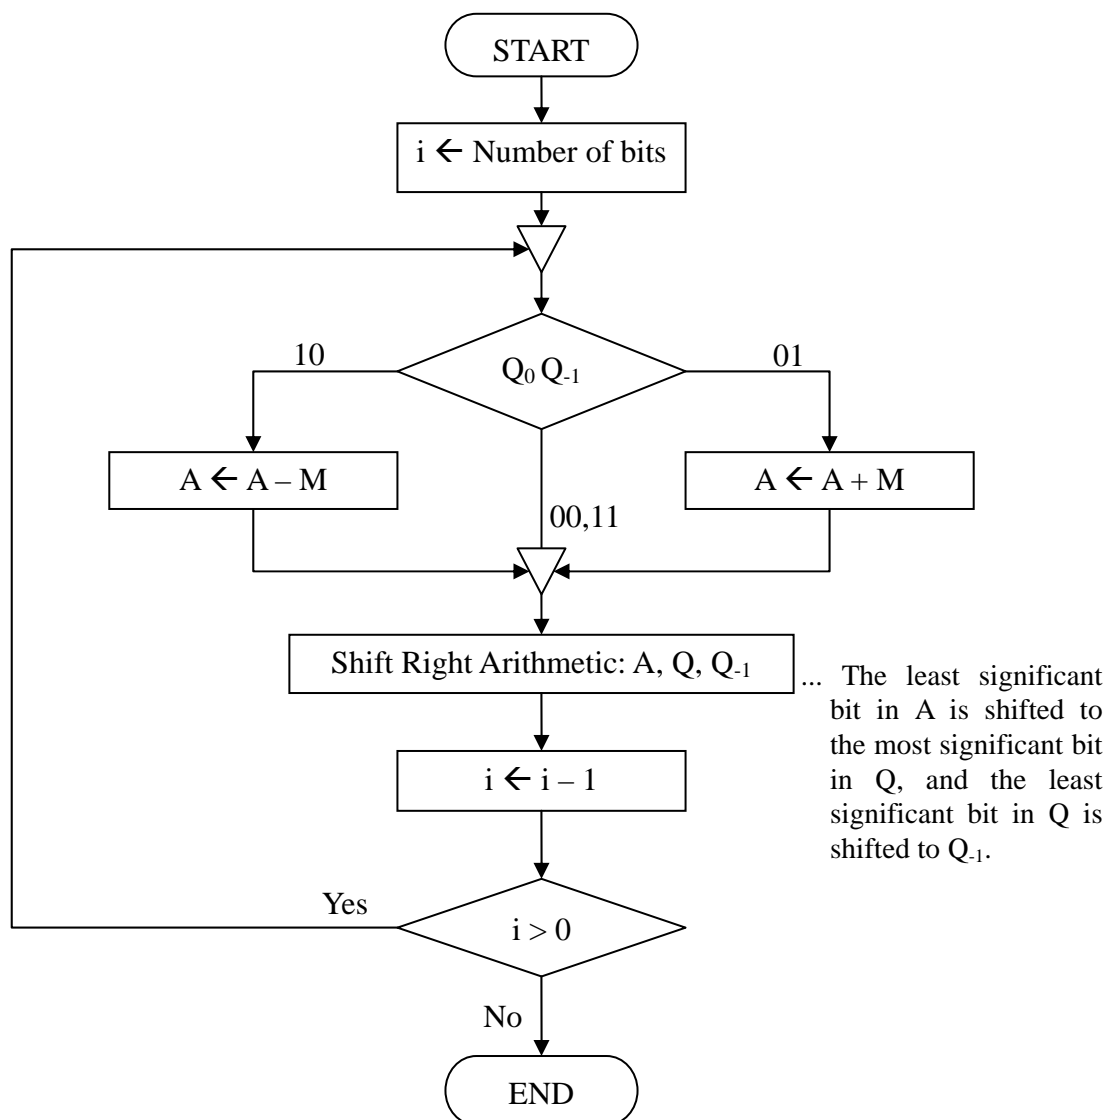 START
i ← Number of bits
10
Q₀ Q₋₁
01
A ← A – M
A ← A + M
00,11
Shift Right Arithmetic: A, Q, Q₋₁
... The least significant
bit in A is shifted to
the most significant bit
in Q, and the least
significant bit in Q is
shifted to Q₋₁.
i ← i – 1
Yes
i > 0
No
END